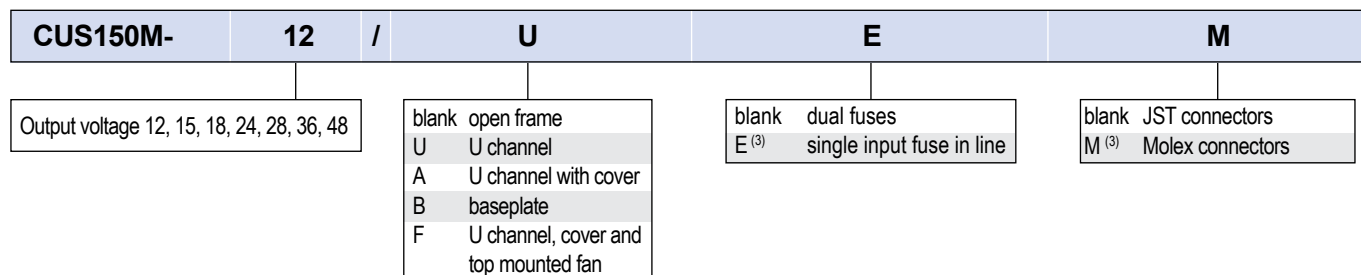 CUS150M- 12 / U E M
Output voltage 12, 15, 18, 24, 28, 36, 48
blank open frame
U U channel
A U channel with cover
B baseplate
F U channel, cover and
top mounted fan
blank dual fuses
E (3) single input fuse in line
blank JST connectors
M (3) Molex connectors